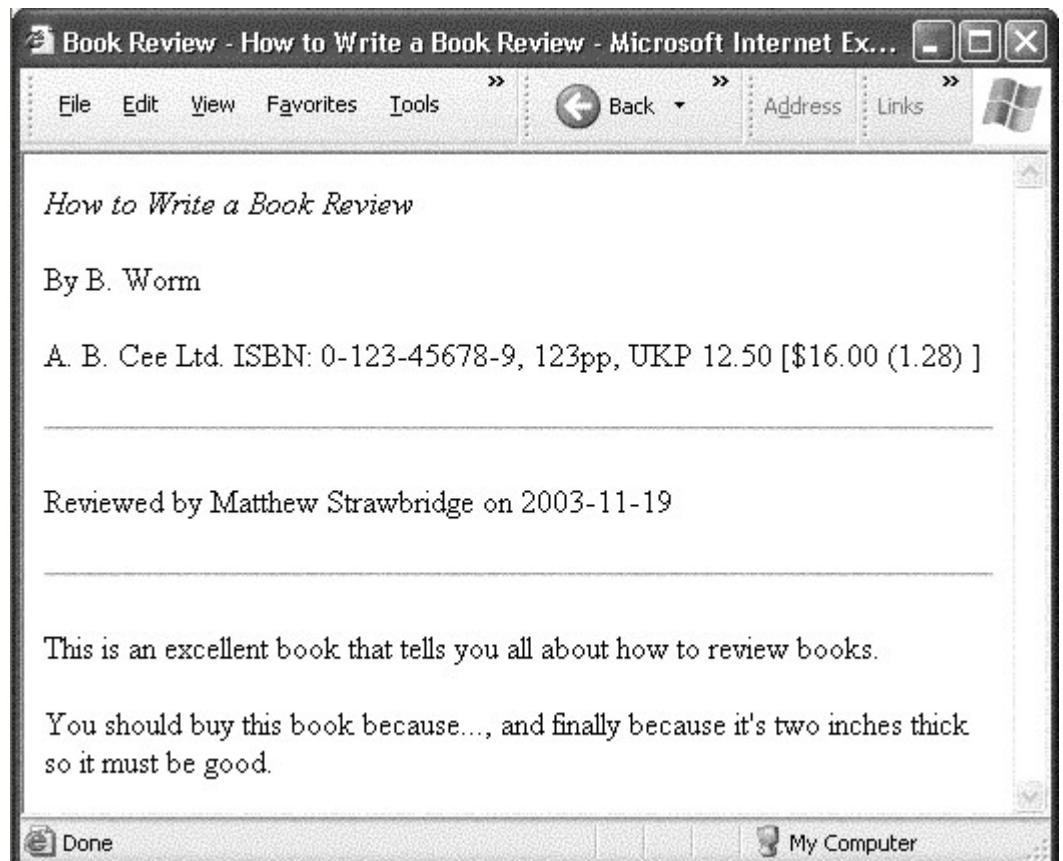 Book Review - How to Write a Book Review - Microsoft Internet Ex...
File Edit View Favorites Tools » Back » Address Links »
How to Write a Book Review
By B. Worm
A. B. Cee Ltd. ISBN: 0-123-45678-9, 123pp, UKP 12.50 [$16.00 (1.28) ]
Reviewed by Matthew Strawbridge on 2003-11-19
This is an excellent book that tells you all about how to review books.
You should buy this book because..., and finally because it's two inches thick
so it must be good.
Done My Computer